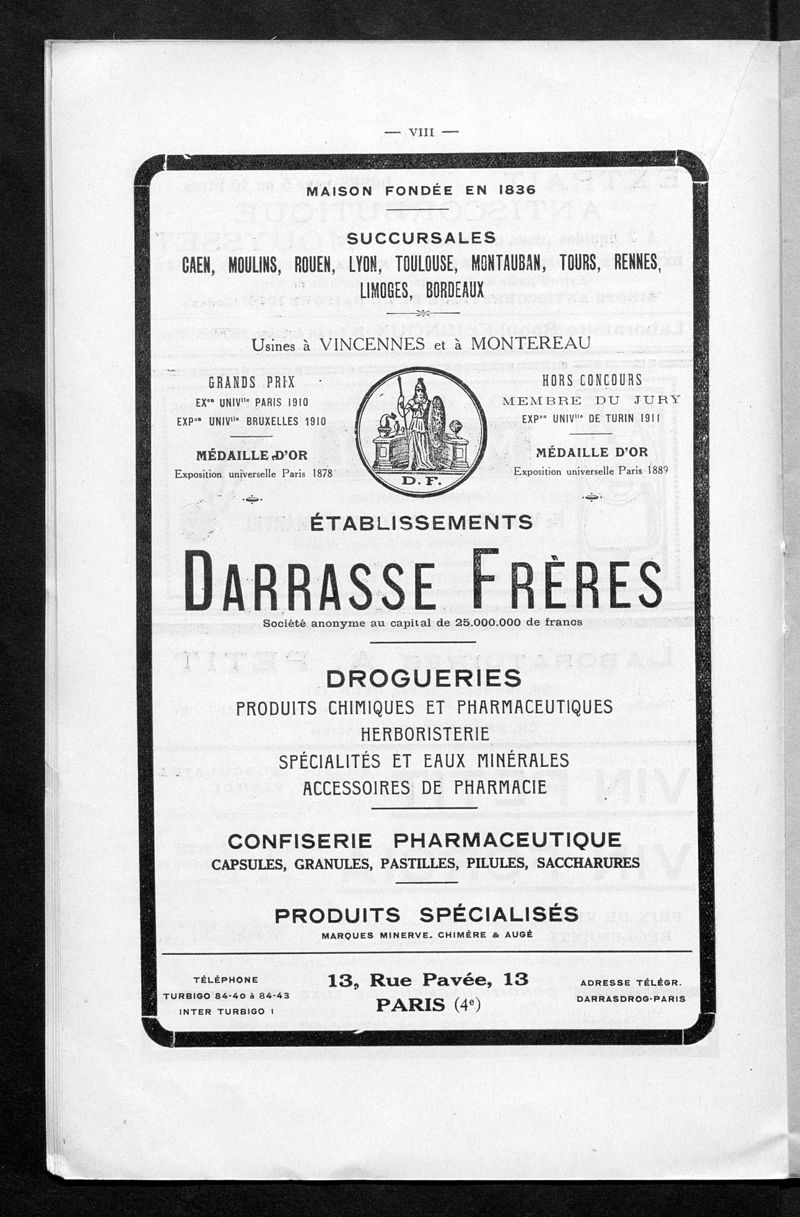 — VIII —
MAISON FONDÉE EN 1836
SUCCURSALES
CAEN, MOULINS, ROUEN, LYON, TOULOUSE, MONTAUBAN, TOURS, RENNES,
LIMOGES, BORDEAUX
Usines à VINCENNES et à MONTEREAU
GRANDS PRIX
EXᵒⁿ UNIVˡˡᵉ PARIS 1910
EXPᵒⁿ UNIVˡˡᵉ BRUXELLES 1910
MÉDAILLE D'OR
Exposition universelle Paris 1878
D. F.
HORS CONCOURS
MEMBRE DU JURY
EXPᵒⁿ UNIVˡˡᵉ DE TURIN 1911
MÉDAILLE D'OR
Exposition universelle Paris 1889
ÉTABLISSEMENTS
DARRASSE FRÈRES
Société anonyme au capital de 25.000.000 de francs
DROGUERIES
PRODUITS CHIMIQUES ET PHARMACEUTIQUES
HERBORISTERIE
SPÉCIALITÉS ET EAUX MINÉRALES
ACCESSOIRES DE PHARMACIE
CONFISERIE PHARMACEUTIQUE
CAPSULES, GRANULES, PASTILLES, PILULES, SACCHARURES
PRODUITS SPÉCIALISÉS
MARQUES MINERVE, CHIMÈRE & AUGÉ
TÉLÉPHONE
TURBIGO 84-40 à 84-43
INTER TURBIGO 1
13, Rue Pavée, 13
PARIS (4ᵉ)
ADRESSE TÉLÉGR.
DARRASDROG-PARIS